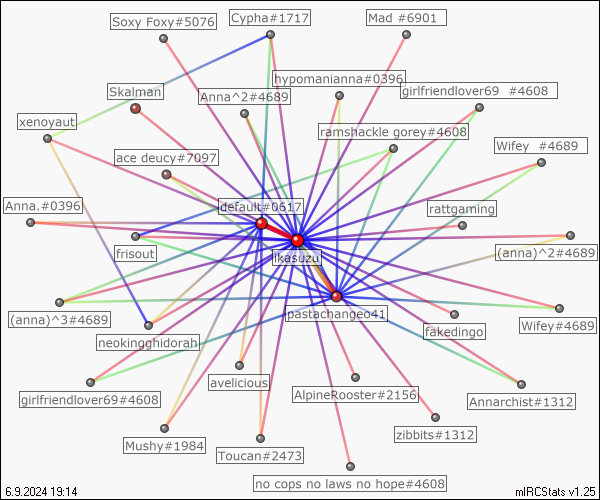 Soxy Foxy#5076
Cypha#1717
Mad #6901
Skalman
Anna^2#4689
hypomanianna#0396
girlfriendlover69 #4608
xenoyaut
ramshackle gorey#4608
ace deucy#7097
Wifey #4689
Anna.#0396
default#0617
rattgaming
frisout
ikasuzu
(anna)^2#4689
(anna)^3#4689
pastachangeo41
Wifey#4689
neokingghidorah
fakedingo
girlfriendlover69#4608
avelicious
AlpineRooster#2156
Annarchist#1312
Mushy#1984
Toucan#2473
zibbits#1312
no cops no laws no hope#4608
6.9.2024 19:14
mIRCStats v1.25